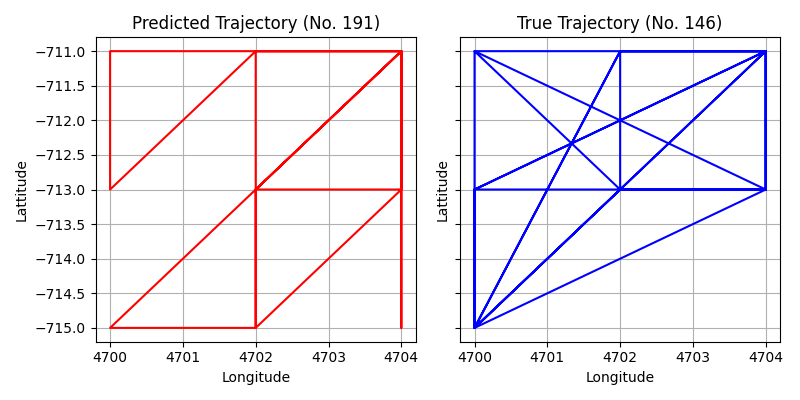 Predicted Trajectory (No. 191)
True Trajectory (No. 146)
−711.0
−711.5
−712.0
−712.5
−713.0
−713.5
−714.0
−714.5
−715.0
Lattitude
Lattitude
4700 4701 4702 4703 4704
4700 4701 4702 4703 4704
Longitude
Longitude